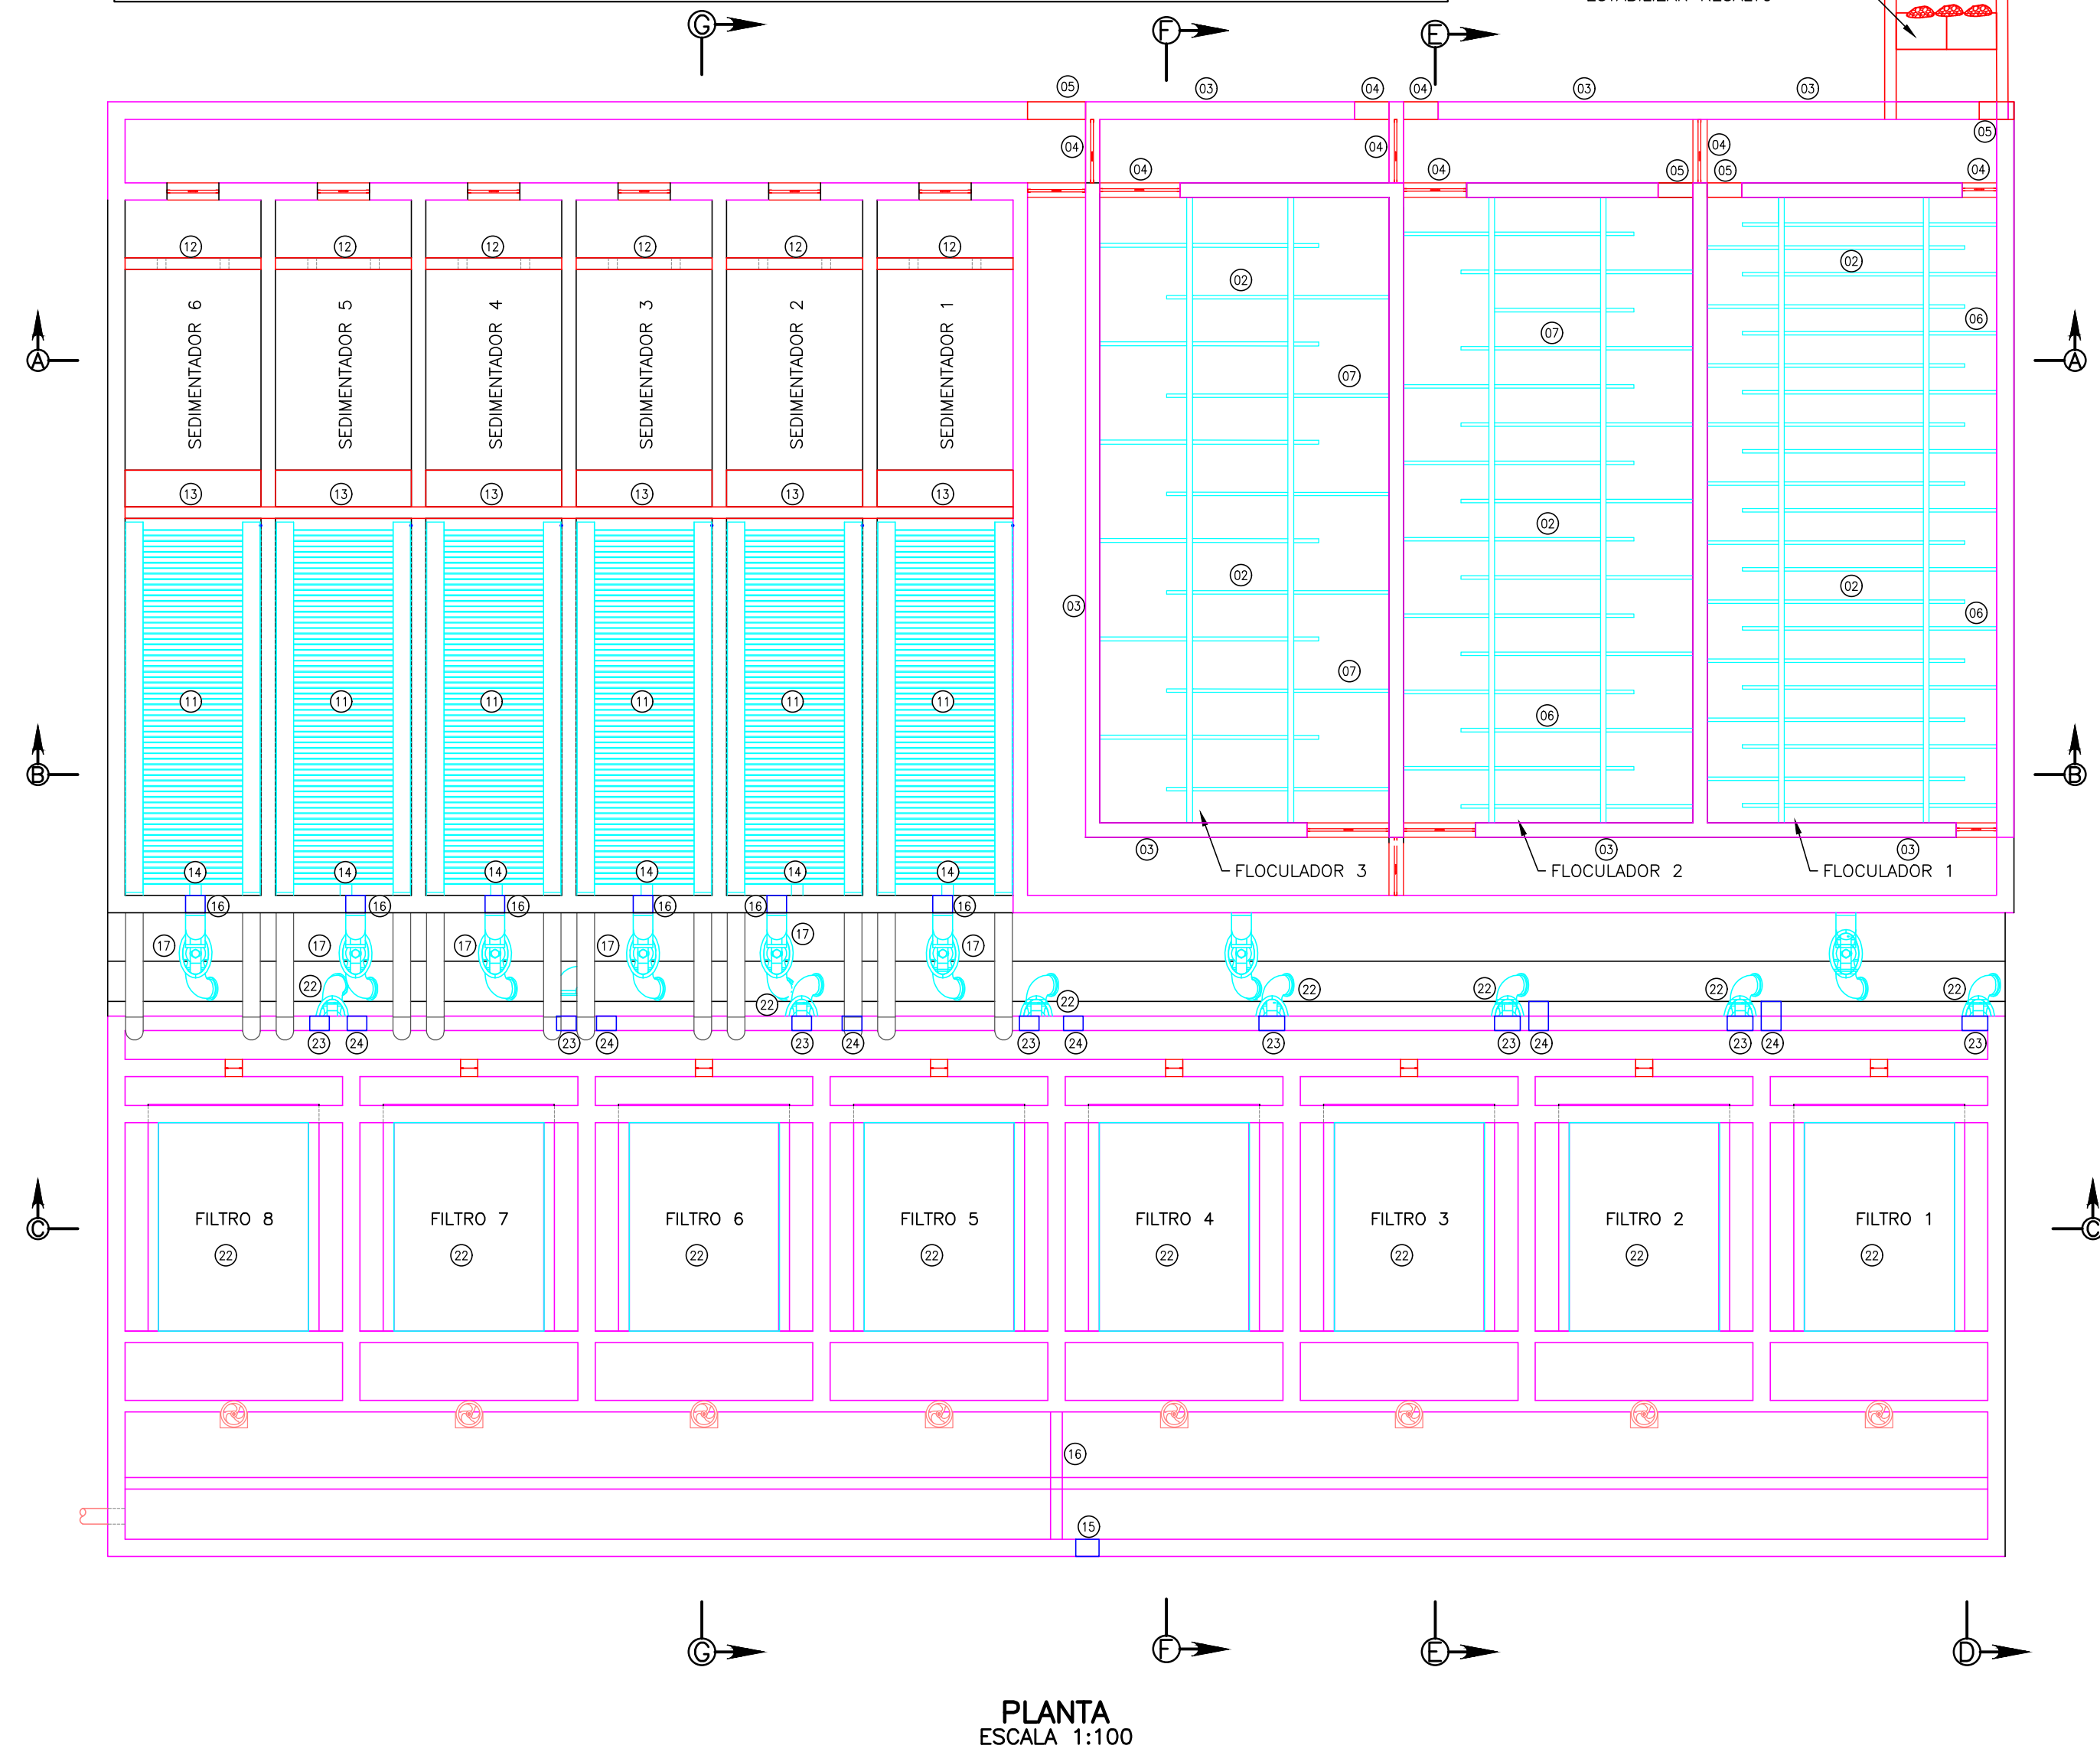 G F E
05 03 04 04 03 03
04 04 04 05
04 04 05 05 04
12 12 12 12 12 12
02 02
SEDIMENTADOR 6
SEDIMENTADOR 5
SEDIMENTADOR 4
SEDIMENTADOR 3
SEDIMENTADOR 2
SEDIMENTADOR 1
06
07
A A
07
13 13 13 13 13 13
02
02 02
03 06
07
11 11 11 11 11 11
06
B B
03 03 03
14 14 14 14 14 14
FLOCULADOR 3
FLOCULADOR 2
FLOCULADOR 1
16 16 16 16 16 16
17 17 17 17 17 17
22 22 22 22 22 22 22
23 24 23 24 23 24 23 24 23 23 24 23 24 23
FILTRO 8
FILTRO 7
FILTRO 6
FILTRO 5
FILTRO 4
FILTRO 3
FILTRO 2
FILTRO 1
C C
22 22 22 22 22 22 22 22
16
15
G F E D
PLANTA
ESCALA 1:100